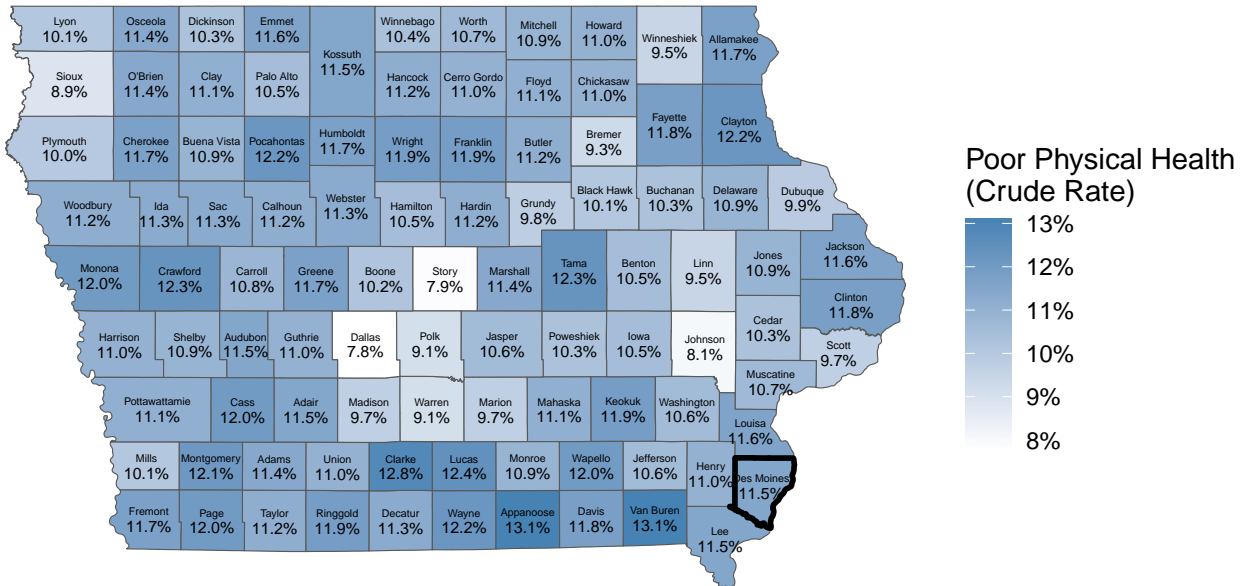 Lyon
10.1%
Osceola
11.4%
Dickinson
10.3%
Emmet
11.6%
Winnebago
10.4%
Worth
10.7%
Mitchell
10.9%
Howard
11.0%
Winneshiek
9.5%
Allamakee
11.7%
Kossuth
11.5%
Sioux
8.9%
O'Brien
11.4%
Clay
11.1%
Palo Alto
10.5%
Hancock
11.2%
Cerro Gordo
11.0%
Floyd
11.1%
Chickasaw
11.0%
Fayette
11.8%
Clayton
12.2%
Plymouth
10.0%
Cherokee
11.7%
Buena Vista
10.9%
Pocahontas
12.2%
Humboldt
11.7%
Wright
11.9%
Franklin
11.9%
Butler
11.2%
Bremer
9.3%
Woodbury
11.2%
Ida
11.3%
Sac
11.3%
Calhoun
11.2%
Webster
11.3%
Hamilton
10.5%
Hardin
11.2%
Grundy
9.8%
Black Hawk
10.1%
Buchanan
10.3%
Delaware
10.9%
Dubuque
9.9%
Monona
12.0%
Crawford
12.3%
Carroll
10.8%
Greene
11.7%
Boone
10.2%
Story
7.9%
Marshall
11.4%
Tama
12.3%
Benton
10.5%
Linn
9.5%
Jones
10.9%
Jackson
11.6%
Clinton
11.8%
Harrison
11.0%
Shelby
10.9%
Audubon
11.5%
Guthrie
11.0%
Dallas
7.8%
Polk
9.1%
Jasper
10.6%
Poweshiek
10.3%
Iowa
10.5%
Johnson
8.1%
Cedar
10.3%
Scott
9.7%
Muscatine
10.7%
Pottawattamie
11.1%
Cass
12.0%
Adair
11.5%
Madison
9.7%
Warren
9.1%
Marion
9.7%
Mahaska
11.1%
Keokuk
11.9%
Washington
10.6%
Louisa
11.6%
Mills
10.1%
Montgomery
12.1%
Adams
11.4%
Union
11.0%
Clarke
12.8%
Lucas
12.4%
Monroe
10.9%
Wapello
12.0%
Jefferson
10.6%
Henry
11.0%
Des Moines
11.5%
Fremont
11.7%
Page
12.0%
Taylor
11.2%
Ringgold
11.9%
Decatur
11.3%
Wayne
12.2%
Appanoose
13.1%
Davis
11.8%
Van Buren
13.1%
Lee
11.5%
Poor Physical Health
(Crude Rate)
13%
12%
11%
10%
9%
8%